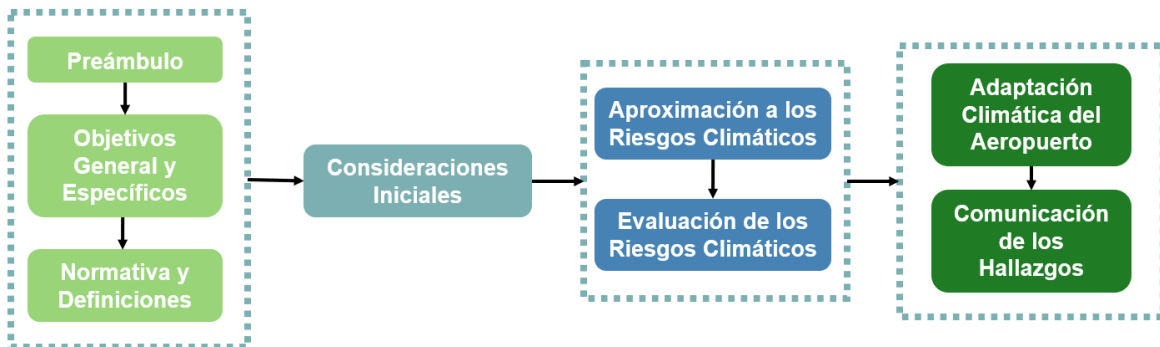 Preámbulo
Objetivos
General y
Específicos
Normativa y
Definiciones
Consideraciones
Iniciales
Aproximación a los
Riesgos Climáticos
Evaluación de los
Riesgos Climáticos
Adaptación
Climática del
Aeropuerto
Comunicación
de los
Hallazgos